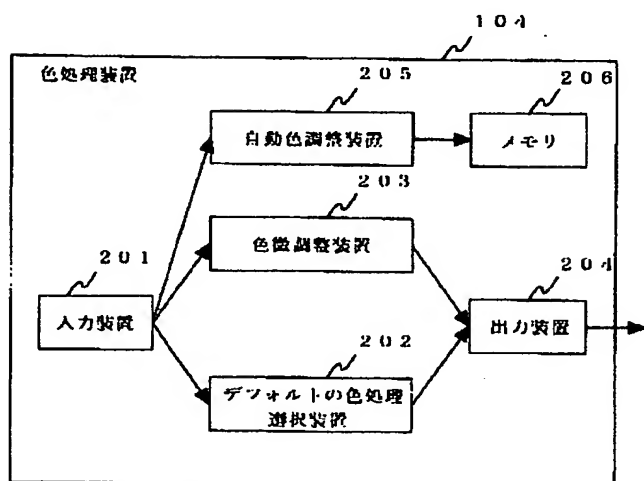 104
色処理装置
205
自動色調整装置
206
メモリ
203
色微調整装置
201
入力装置
204
出力装置
202
デフォルトの色処理
選択装置